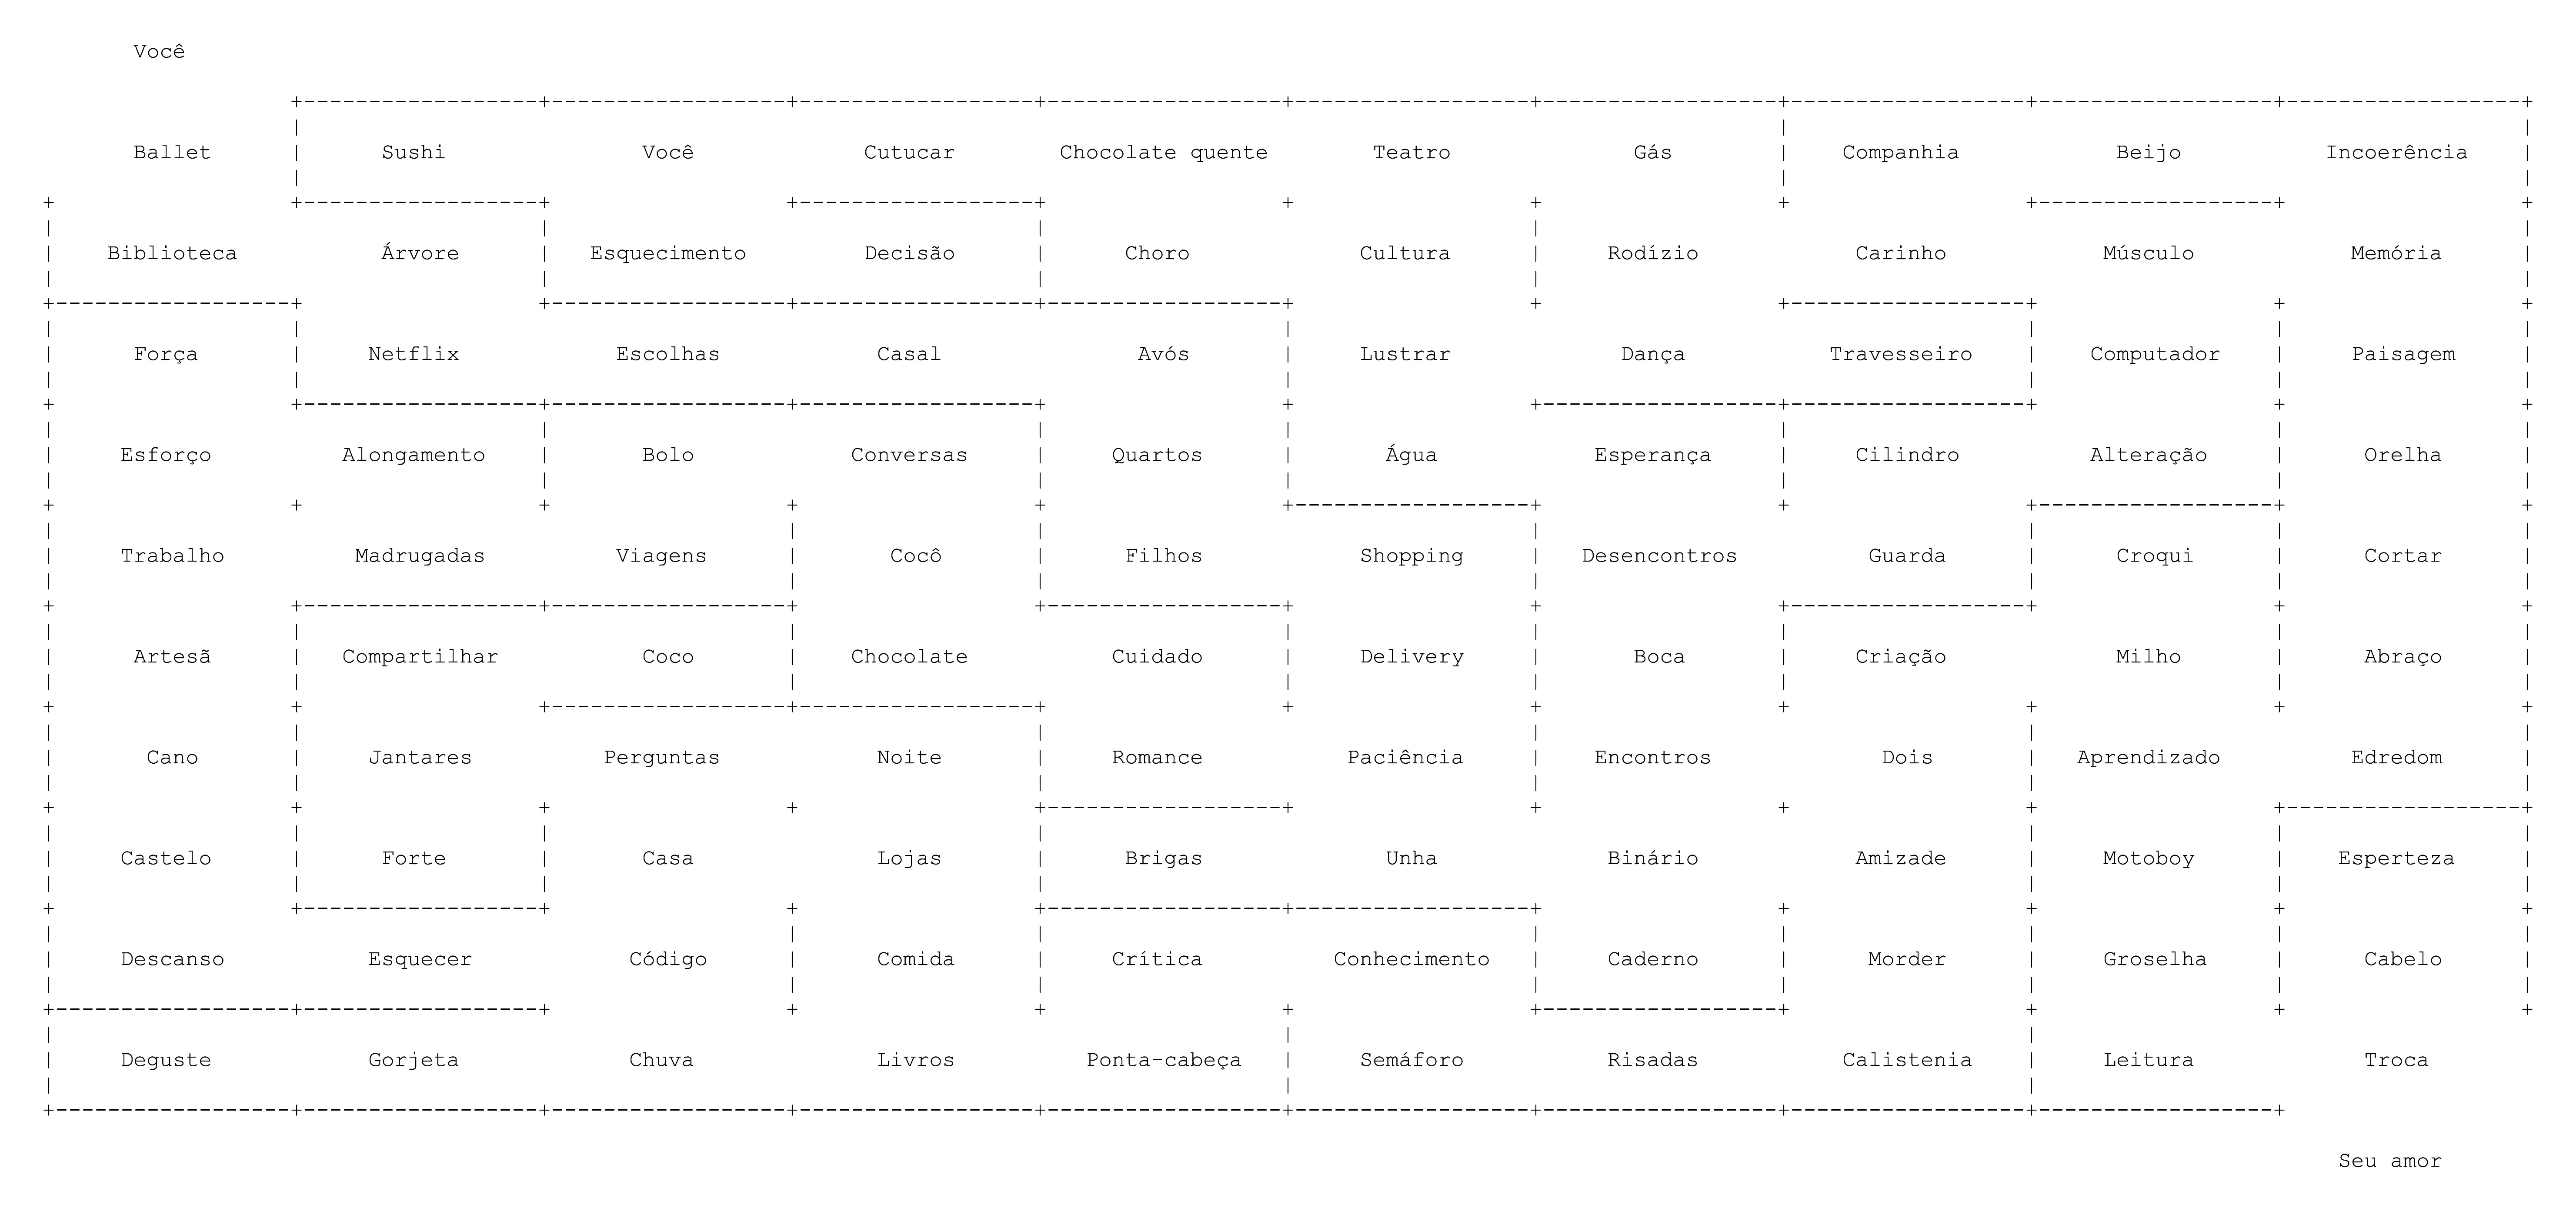 Você
Ballet Sushi Você Cutucar Chocolate quente Teatro Gás Companhia Beijo Incoerência
Biblioteca Árvore Esquecimento Decisão Choro Cultura Rodízio Carinho Músculo Memória
Força Netflix Escolhas Casal Avós Lustrar Dança Travesseiro Computador Paisagem
Esforço Alongamento Bolo Conversas Quartos Água Esperança Cilindro Alteração Orelha
Trabalho Madrugadas Viagens Cocô Filhos Shopping Desencontros Guarda Croqui Cortar
Artesã Compartilhar Coco Chocolate Cuidado Delivery Boca Criação Milho Abraço
Cano Jantares Perguntas Noite Romance Paciência Encontros Dois Aprendizado Edredom
Castelo Forte Casa Lojas Brigas Unha Binário Amizade Motoboy Esperteza
Descanso Esquecer Código Comida Crítica Conhecimento Caderno Morder Groselha Cabelo
Deguste Gorjeta Chuva Livros Ponta-cabeça Semáforo Risadas Calistenia Leitura Troca
Seu amor